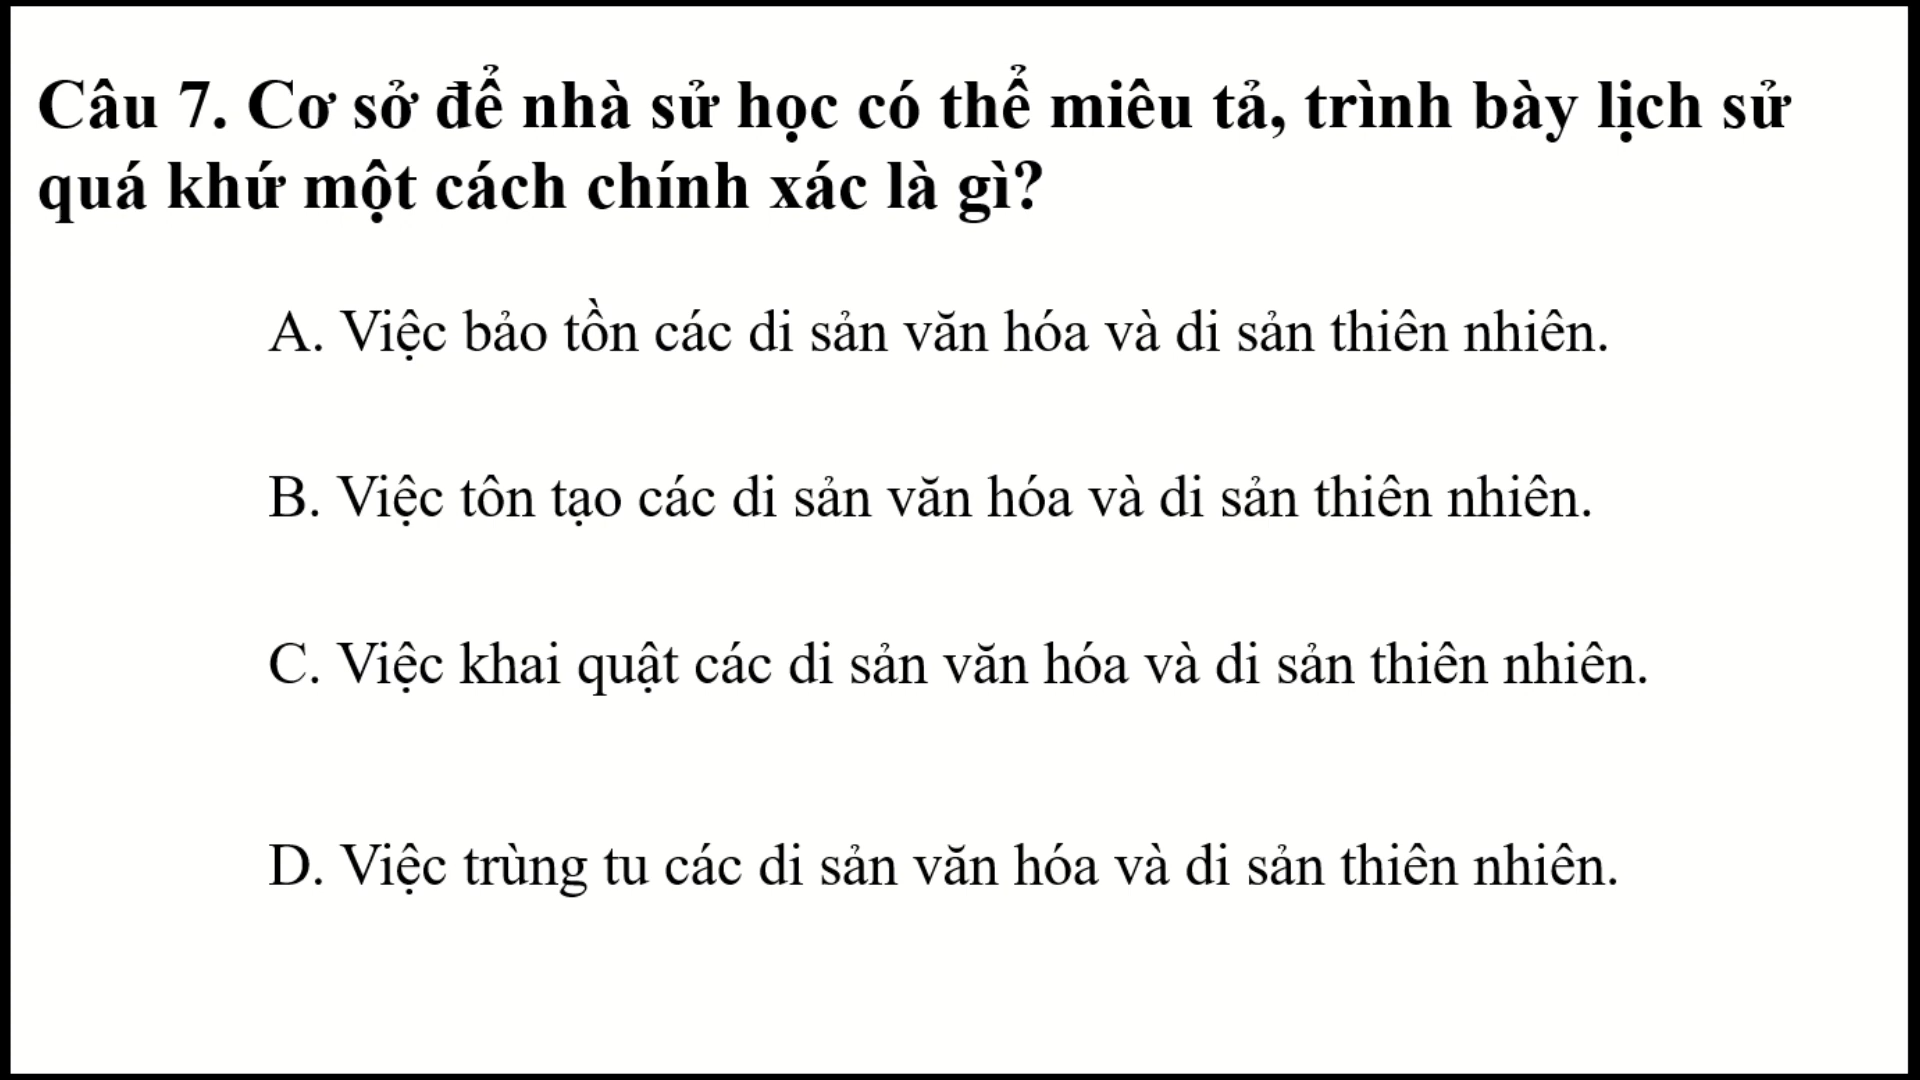 Câu 7. Cơ sở để nhà sử học có thể miêu tả, trình bày lịch sử
quá khứ một cách chính xác là gì?
A. Việc bảo tồn các di sản văn hóa và di sản thiên nhiên.
B. Việc tôn tạo các di sản văn hóa và di sản thiên nhiên.
C. Việc khai quật các di sản văn hóa và di sản thiên nhiên.
D. Việc trùng tu các di sản văn hóa và di sản thiên nhiên.